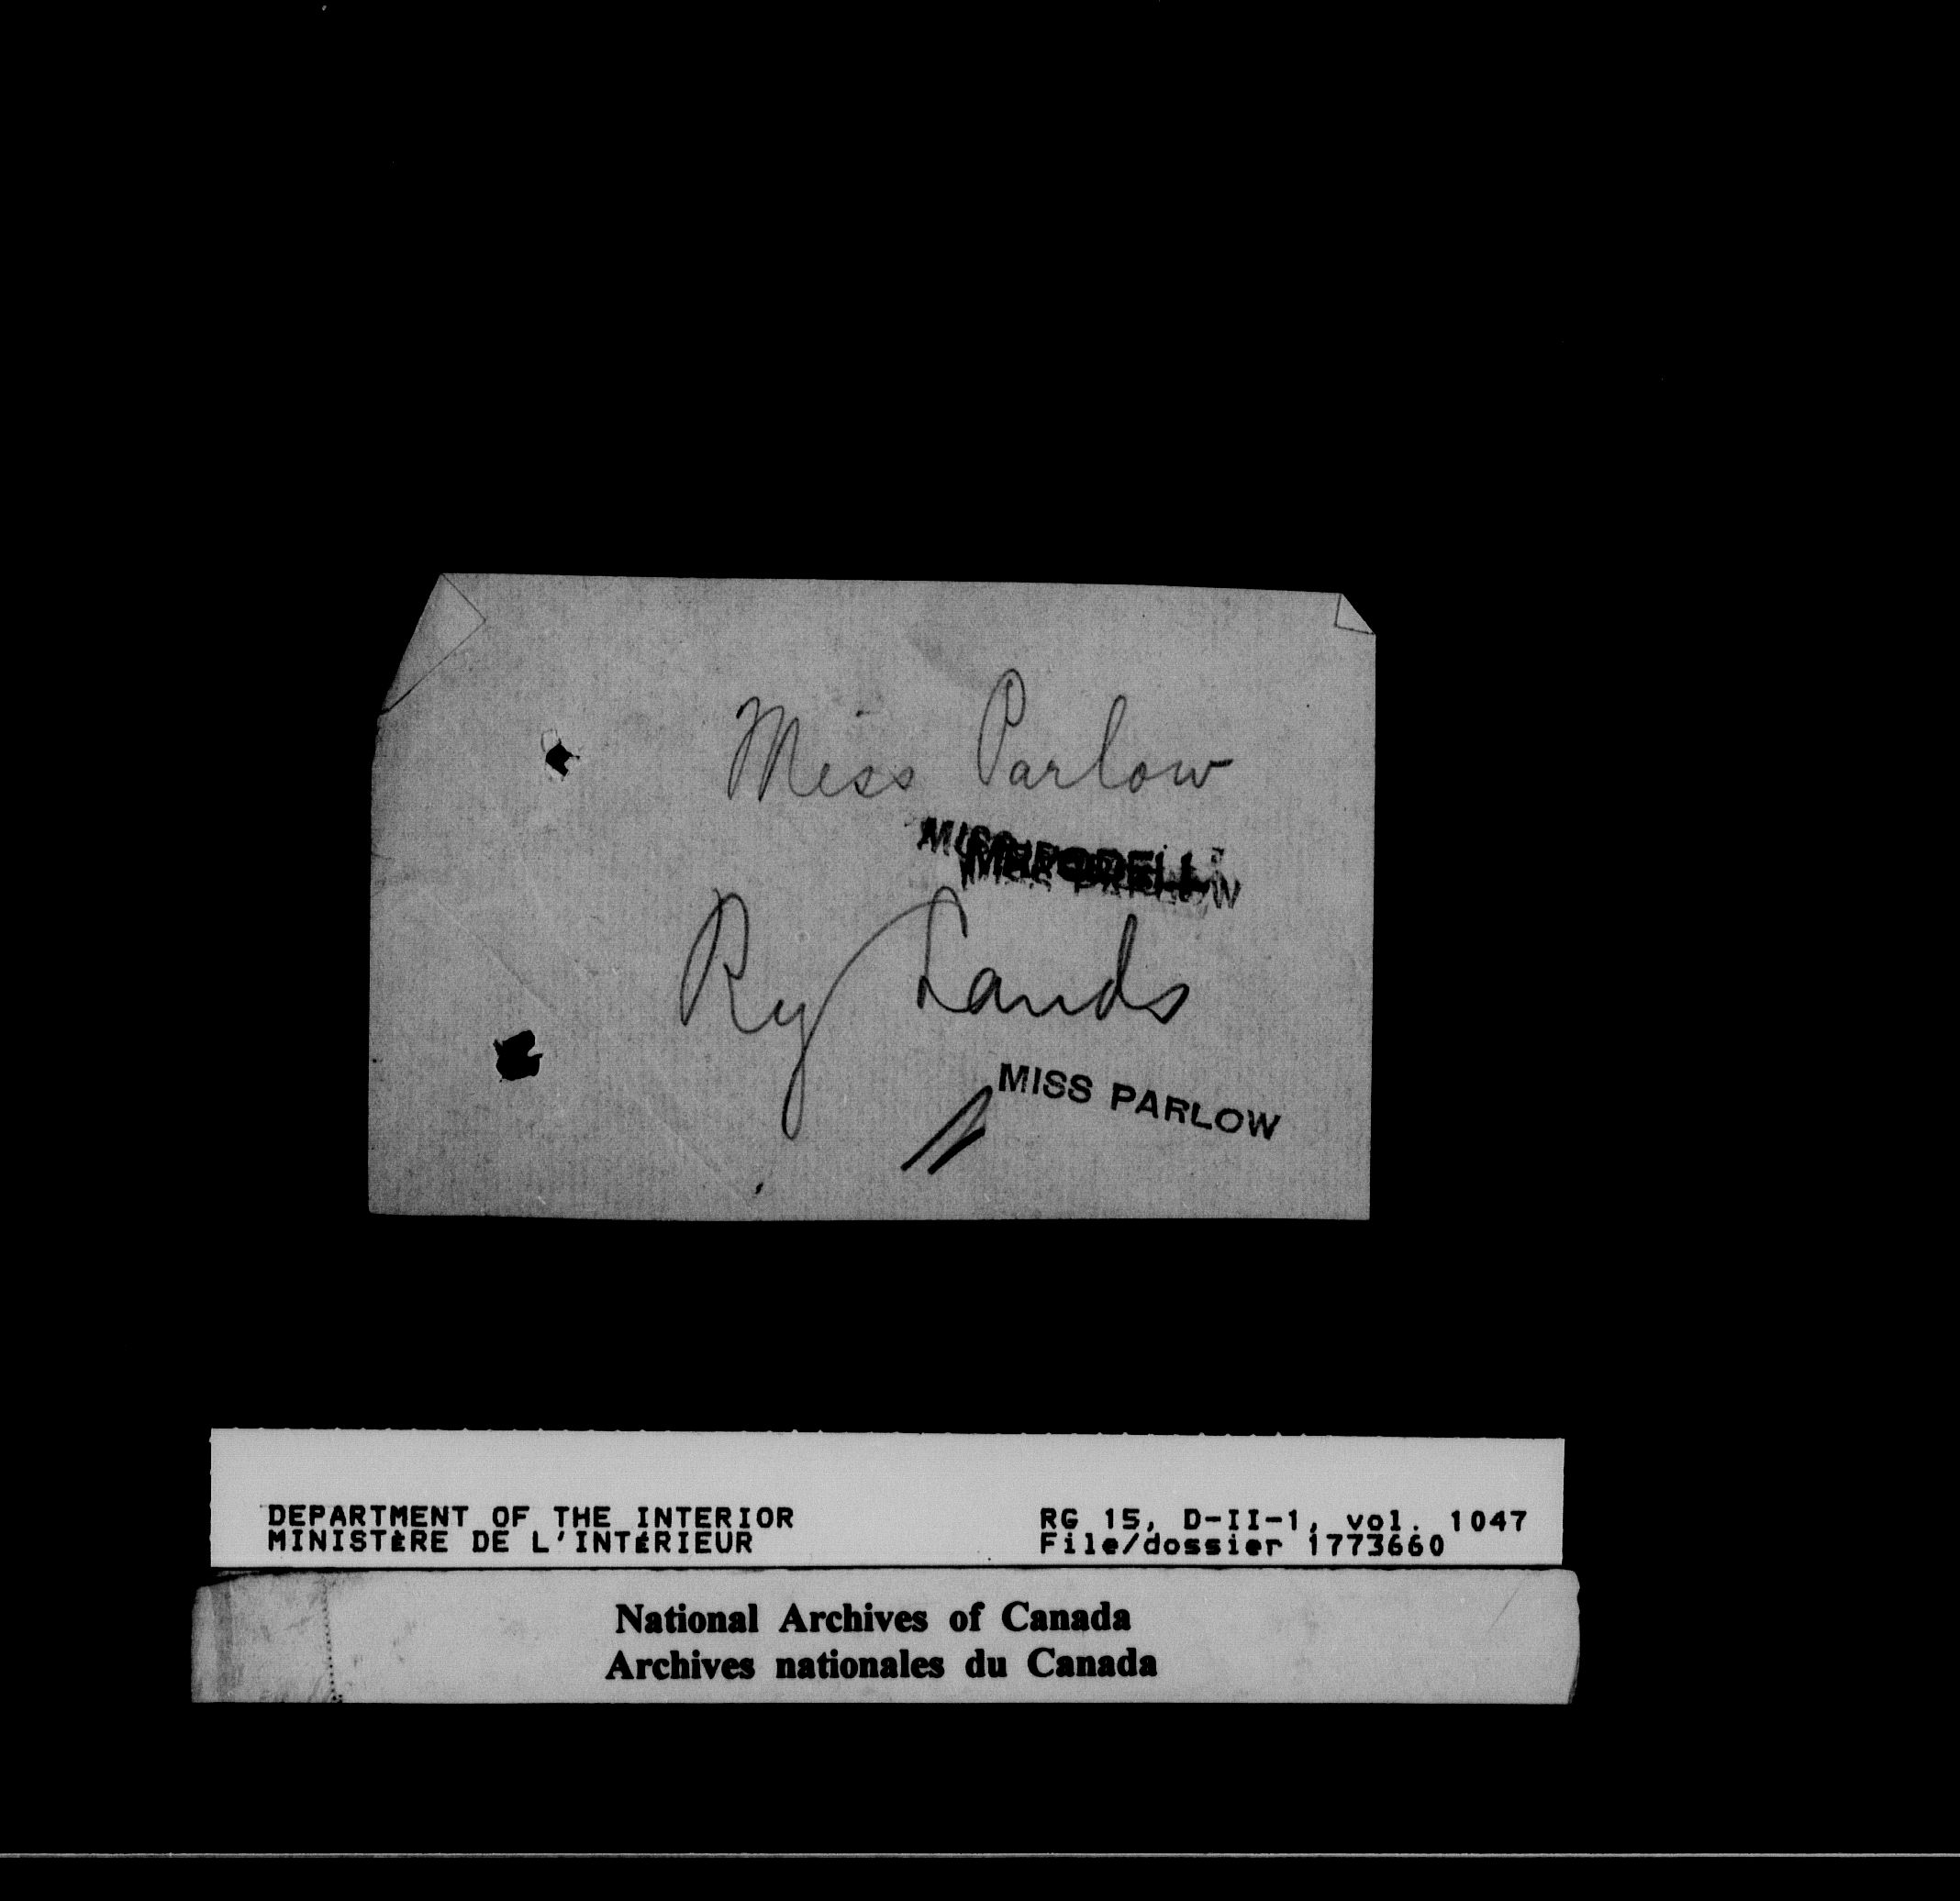 Miss Parlow
Ry Lands
MISS PARLOW
DEPARTMENT OF THE INTERIOR
MINISTÈRE DE L'INTÉRIEUR
RG 15, D-II-1, vol. 1047
File/dossier 1773660
National Archives of Canada
Archives nationales du Canada